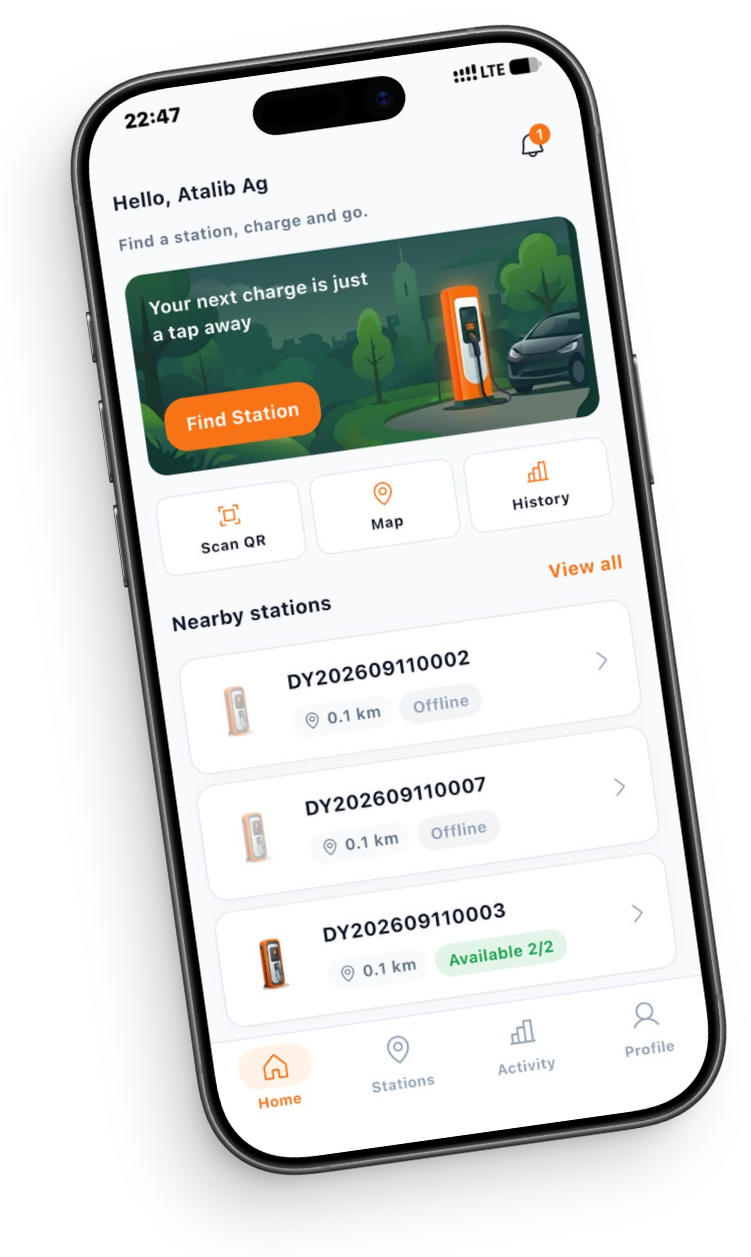 22:47
LTE
1
Hello, Atalib Ag
Find a station, charge and go.
Your next charge is just
a tap away
Find Station
Scan QR
Map
History
Nearby stations
View all
DY202609110002
0.1 km
Offline
DY202609110007
0.1 km
Offline
DY202609110003
0.1 km
Available 2/2
Home
Stations
Activity
Profile